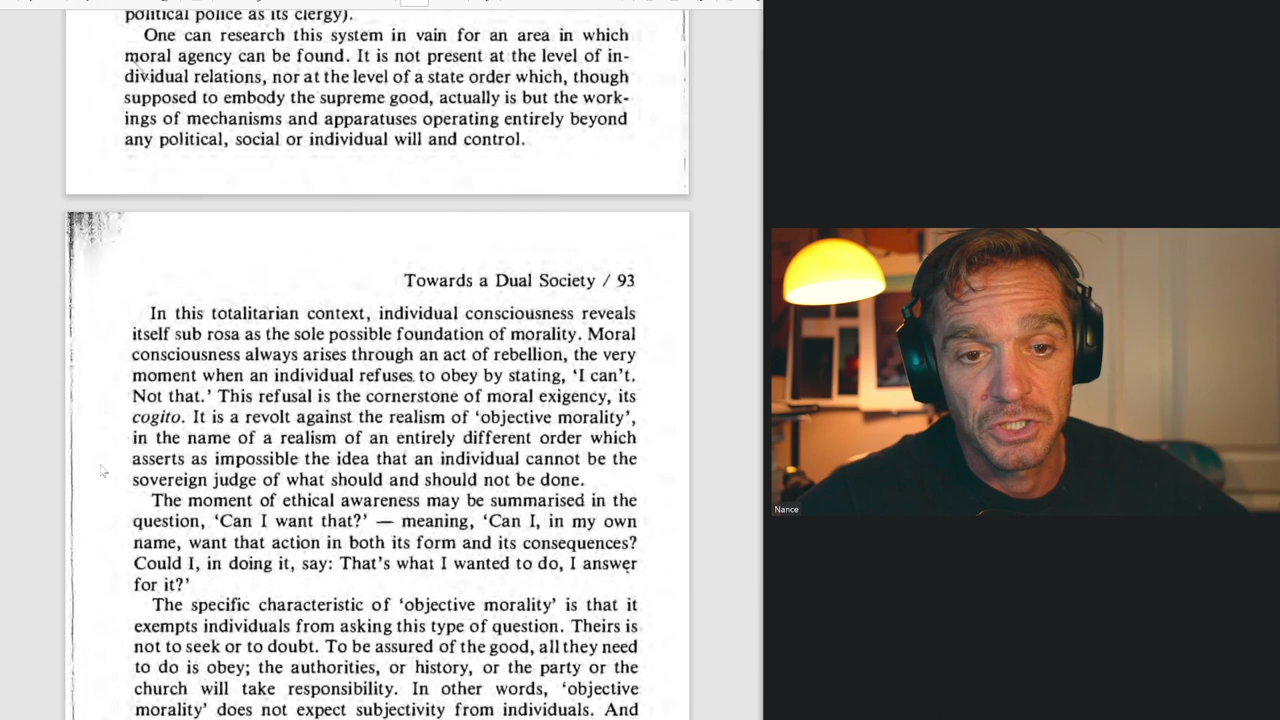 political police as its clergy).
One can research this system in vain for an area in which
moral agency can be found. It is not present at the level of in-
dividual relations, nor at the level of a state order which, though
supposed to embody the supreme good, actually is but the work-
ings of mechanisms and apparatuses operating entirely beyond
any political, social or individual will and control.
Towards a Dual Society / 93
In this totalitarian context, individual consciousness reveals
itself sub rosa as the sole possible foundation of morality. Moral
consciousness always arises through an act of rebellion, the very
moment when an individual refuses to obey by stating, 'I can't.
Not that.' This refusal is the cornerstone of moral exigency, its
cogito. It is a revolt against the realism of 'objective morality',
in the name of a realism of an entirely different order which
asserts as impossible the idea that an individual cannot be the
sovereign judge of what should and should not be done.
The moment of ethical awareness may be summarised in the
question, 'Can I want that?' — meaning, 'Can I, in my own
name, want that action in both its form and its consequences?
Could I, in doing it, say: That's what I wanted to do, I answer
for it?'
The specific characteristic of 'objective morality' is that it
exempts individuals from asking this type of question. Theirs is
not to seek or to doubt. To be assured of the good, all they need
to do is obey; the authorities, or history, or the party or the
church will take responsibility. In other words, 'objective
morality' does not expect subjectivity from individuals. And
Nance